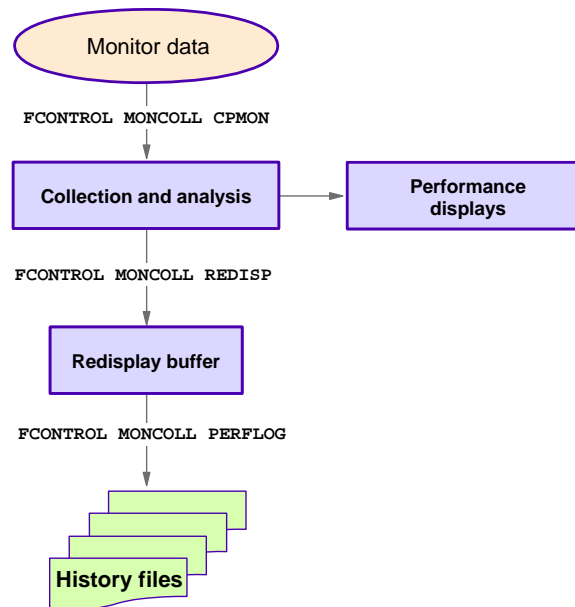 Monitor data
FCONTROL MONCOLL CPMON
Collection and analysis
Performance
displays
FCONTROL MONCOLL REDISP
Redisplay buffer
FCONTROL MONCOLL PERFLOG
History files